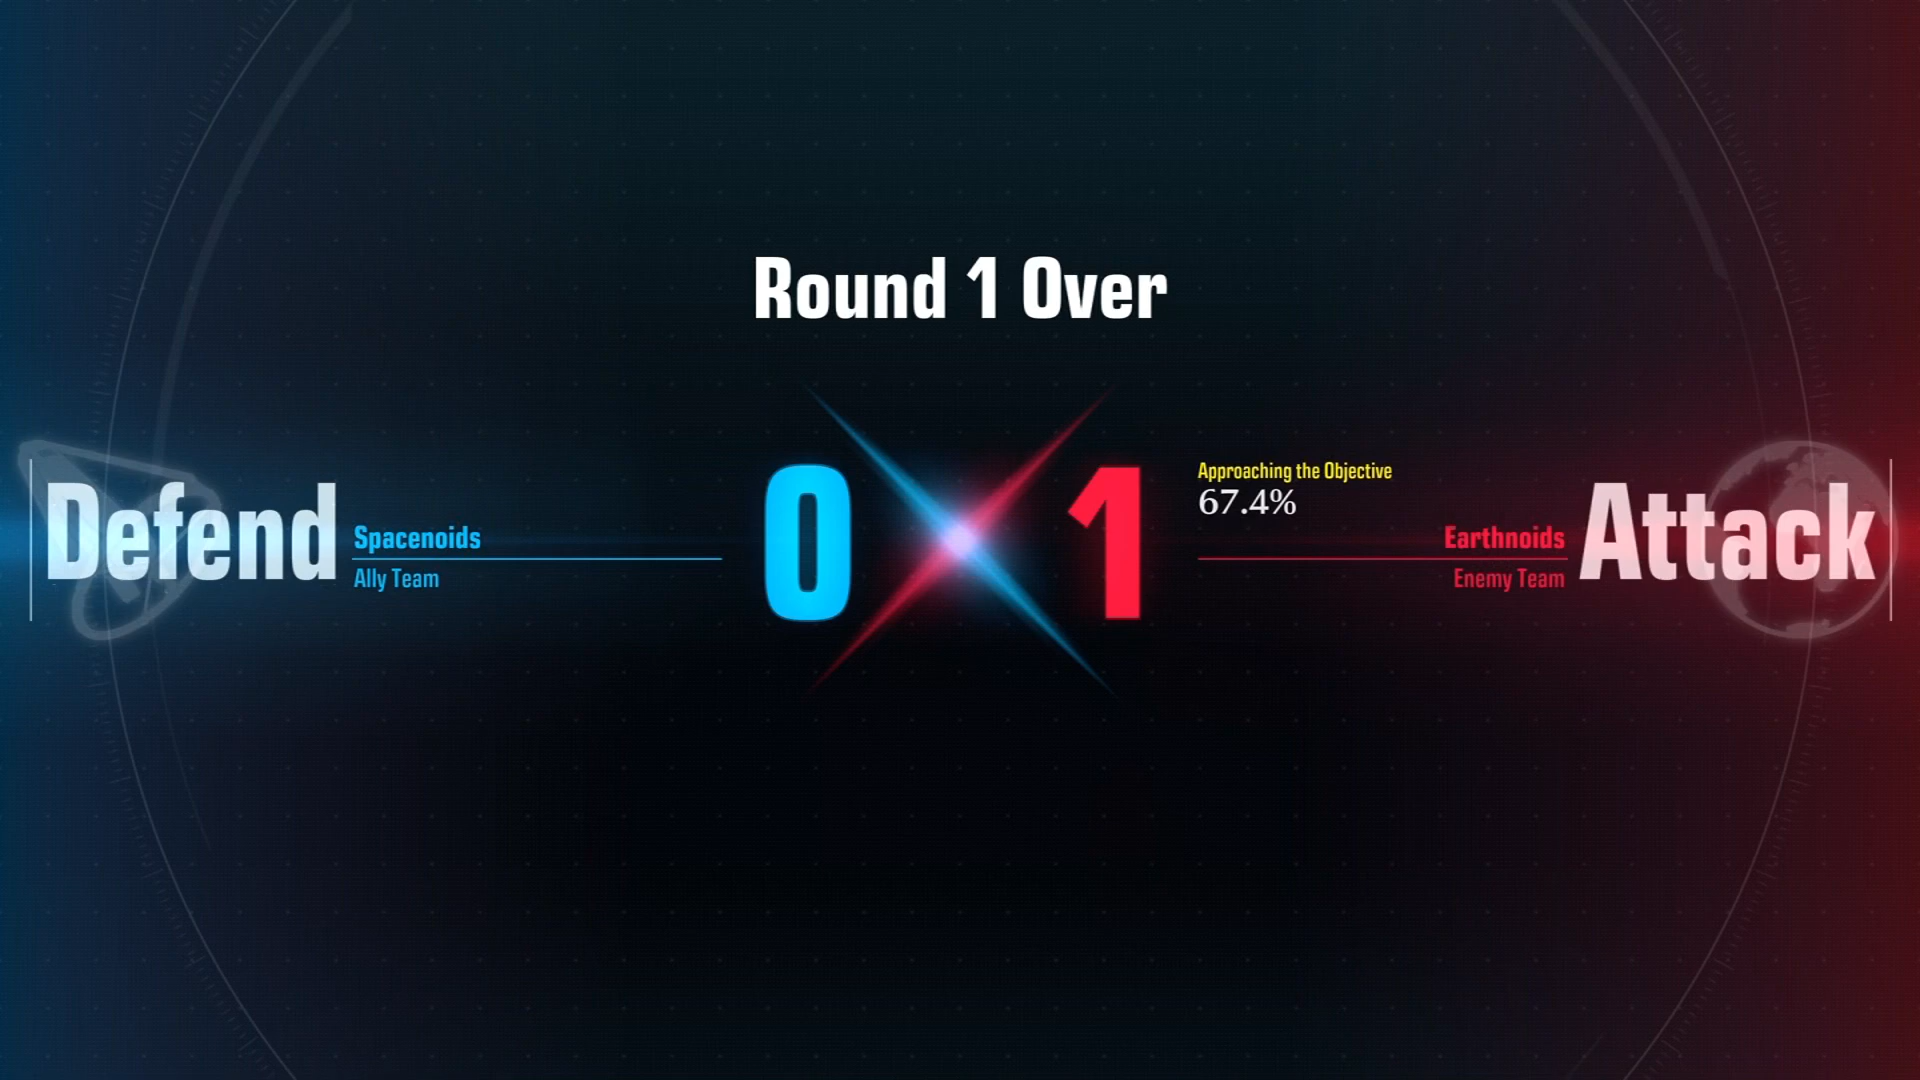 Round 1 Over
Defend
Spacenoids
Ally Team
0
1
Approaching the Objective
67.4%
Earthnoids
Enemy Team
Attack